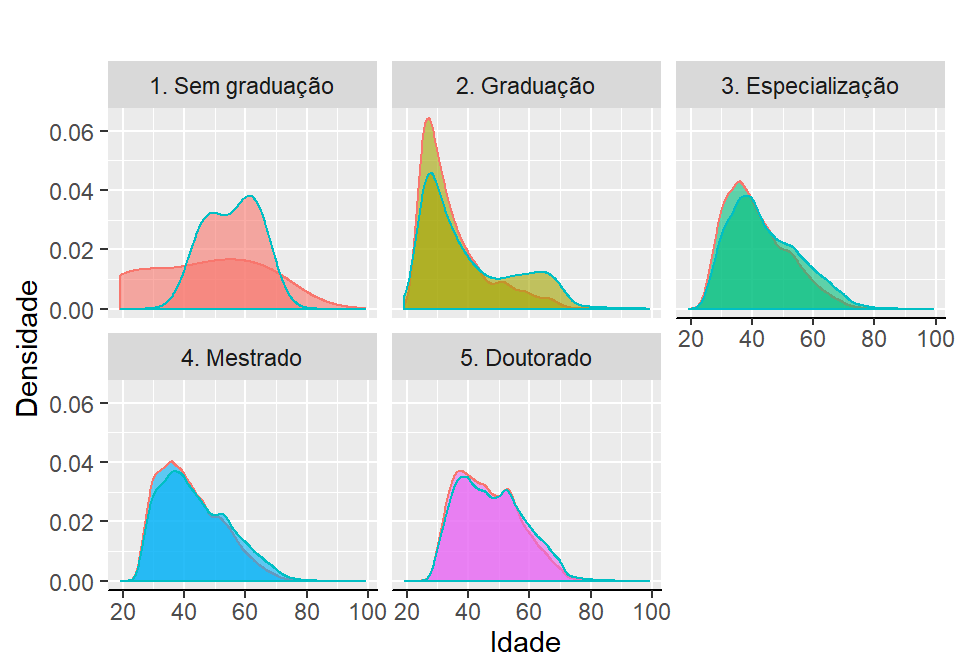 1. Sem graduação
2. Graduação
3. Especialização
0.06
0.04
0.02
0.00
20 40 60 80 100
4. Mestrado
5. Doutorado
0.06
0.04
0.02
0.00
20 40 60 80 100
20 40 60 80 100
Densidade
Idade